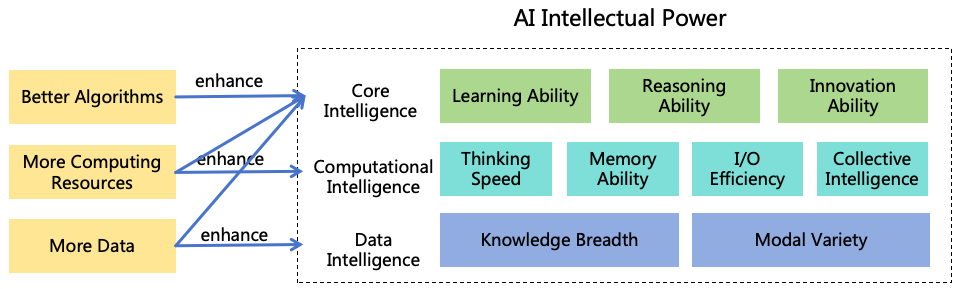 AI Intellectual Power
Better Algorithms
enhance
Core
Intelligence
Learning Ability
Reasoning
Ability
Innovation
Ability
More Computing
Resources
enhance
Computational
Intelligence
Thinking
Speed
Memory
Ability
I/O
Efficiency
Collective
Intelligence
More Data
enhance
Data
Intelligence
Knowledge Breadth
Modal Variety